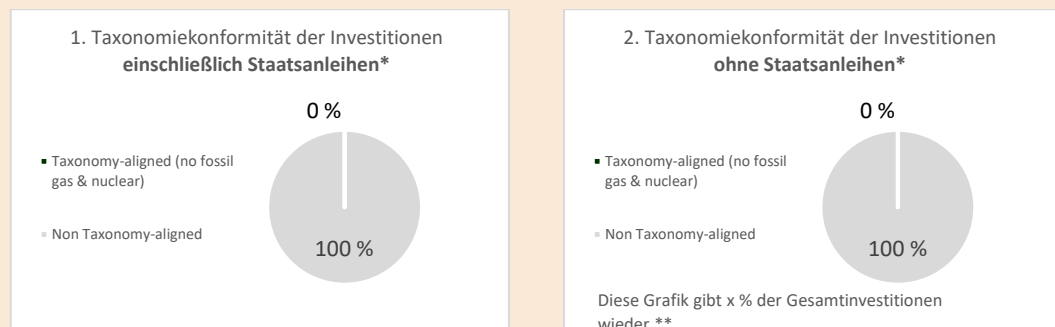 1. Taxonomiekonformität der Investitionen
einschließlich Staatsanleihen*
0 %
Taxonomy-aligned (no fossil
gas & nuclear)
Non Taxonomy-aligned
100 %
2. Taxonomiekonformität der Investitionen
ohne Staatsanleihen*
0 %
Taxonomy-aligned (no fossil
gas & nuclear)
Non Taxonomy-aligned
100 %
Diese Grafik gibt x % der Gesamtinvestitionen
wieder.**